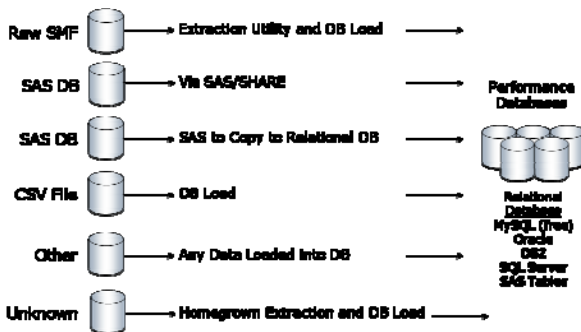 Raw SMF
Extraction Utility and DB Load
SAS DB
Via SAS/SHARE
SAS DB
SAS to Copy to Relational DB
CSV File
DB Load
Other
Any Data Loaded Into DB
Unknown
Homegrown Extraction and DB Load
Performance
Databases
Relational
Database
MySQL (free)
Oracle
DB2
SQL Server
SAS Tables